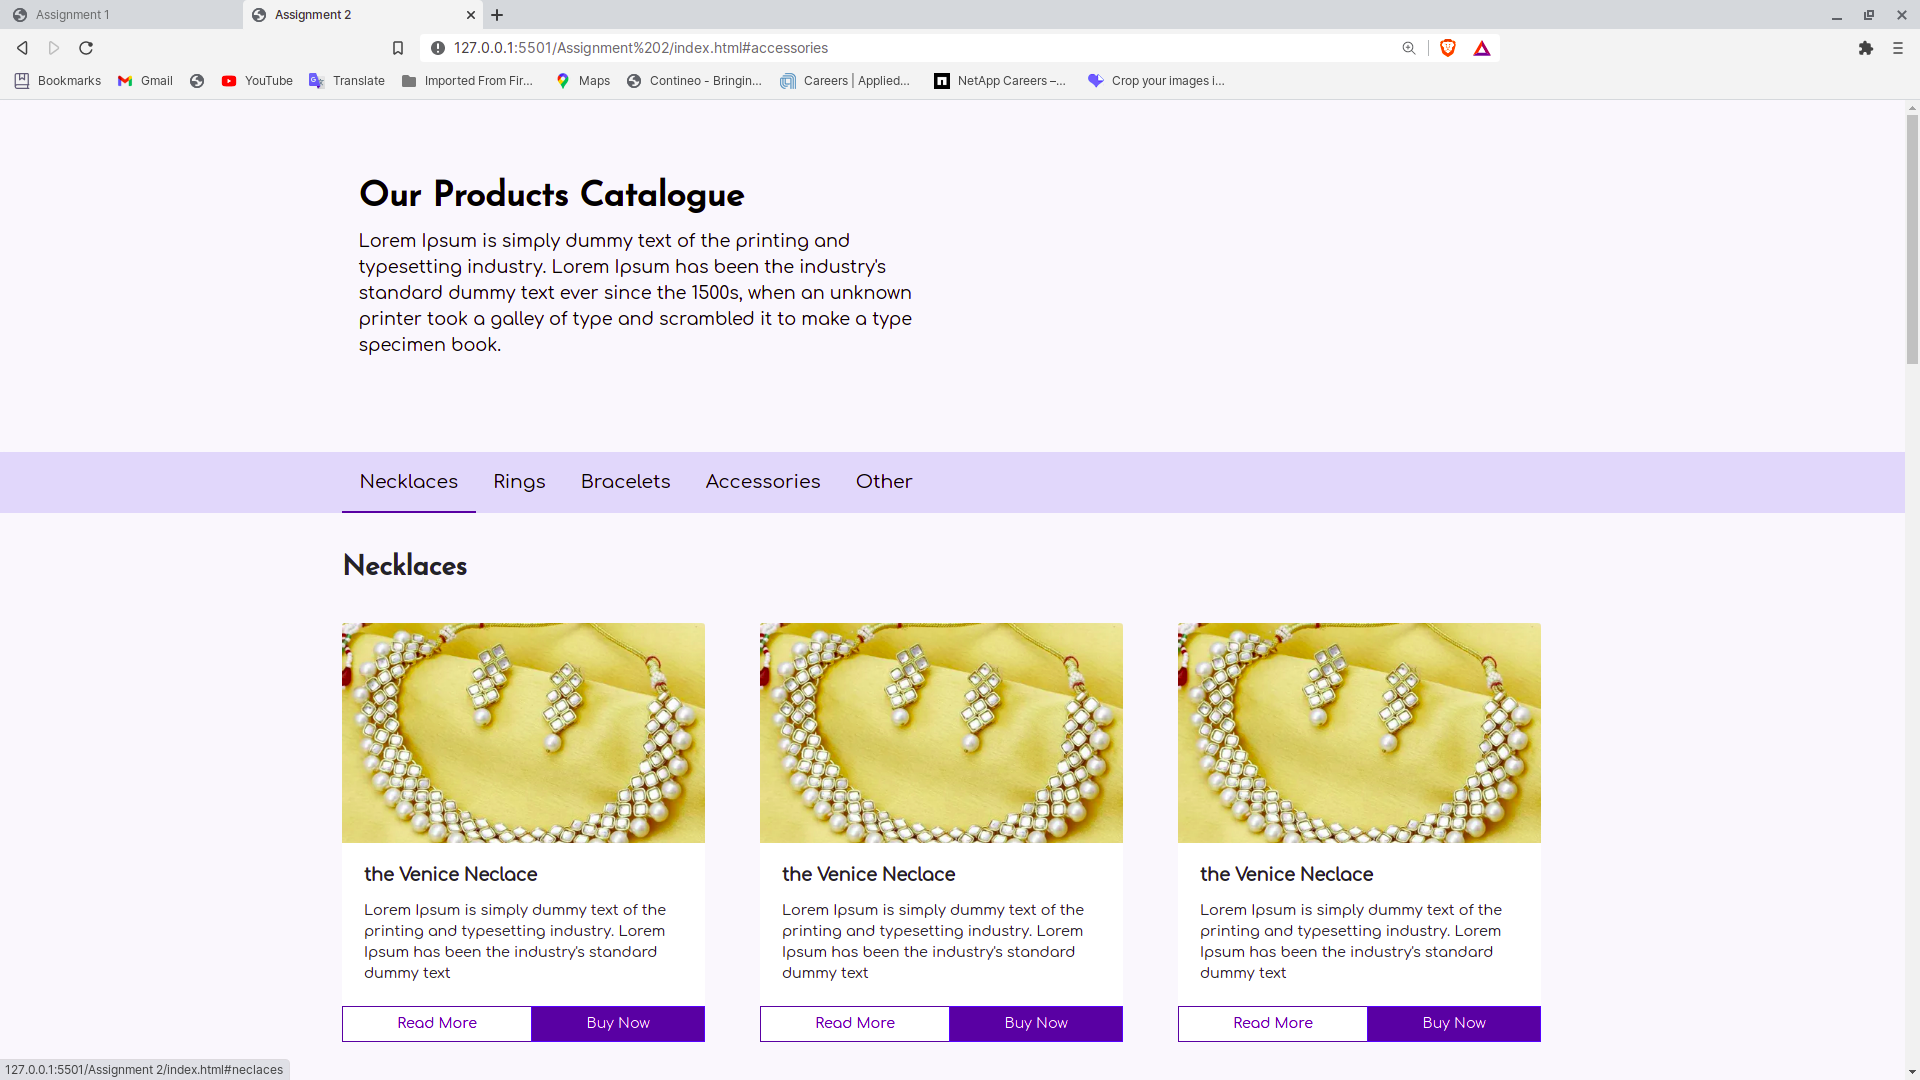 Assignment 1
Assignment 2
127.0.0.1:5501/Assignment%202/index.html#accessories
Bookmarks
Gmail
YouTube
Translate
Imported From Fir...
Maps
Contineo - Bringin...
Careers | Applied...
NetApp Careers –...
Crop your images i...
Our Products Catalogue
Lorem Ipsum is simply dummy text of the printing and
typesetting industry. Lorem Ipsum has been the industry's
standard dummy text ever since the 1500s, when an unknown
printer took a galley of type and scrambled it to make a type
specimen book.
Necklaces Rings Bracelets Accessories Other
Necklaces
the Venice Neclace
Lorem Ipsum is simply dummy text of the
printing and typesetting industry. Lorem
Ipsum has been the industry's standard
dummy text
Read More Buy Now
the Venice Neclace
Lorem Ipsum is simply dummy text of the
printing and typesetting industry. Lorem
Ipsum has been the industry's standard
dummy text
Read More Buy Now
the Venice Neclace
Lorem Ipsum is simply dummy text of the
printing and typesetting industry. Lorem
Ipsum has been the industry's standard
dummy text
Read More Buy Now
127.0.0.1:5501/Assignment 2/index.html#neclaces